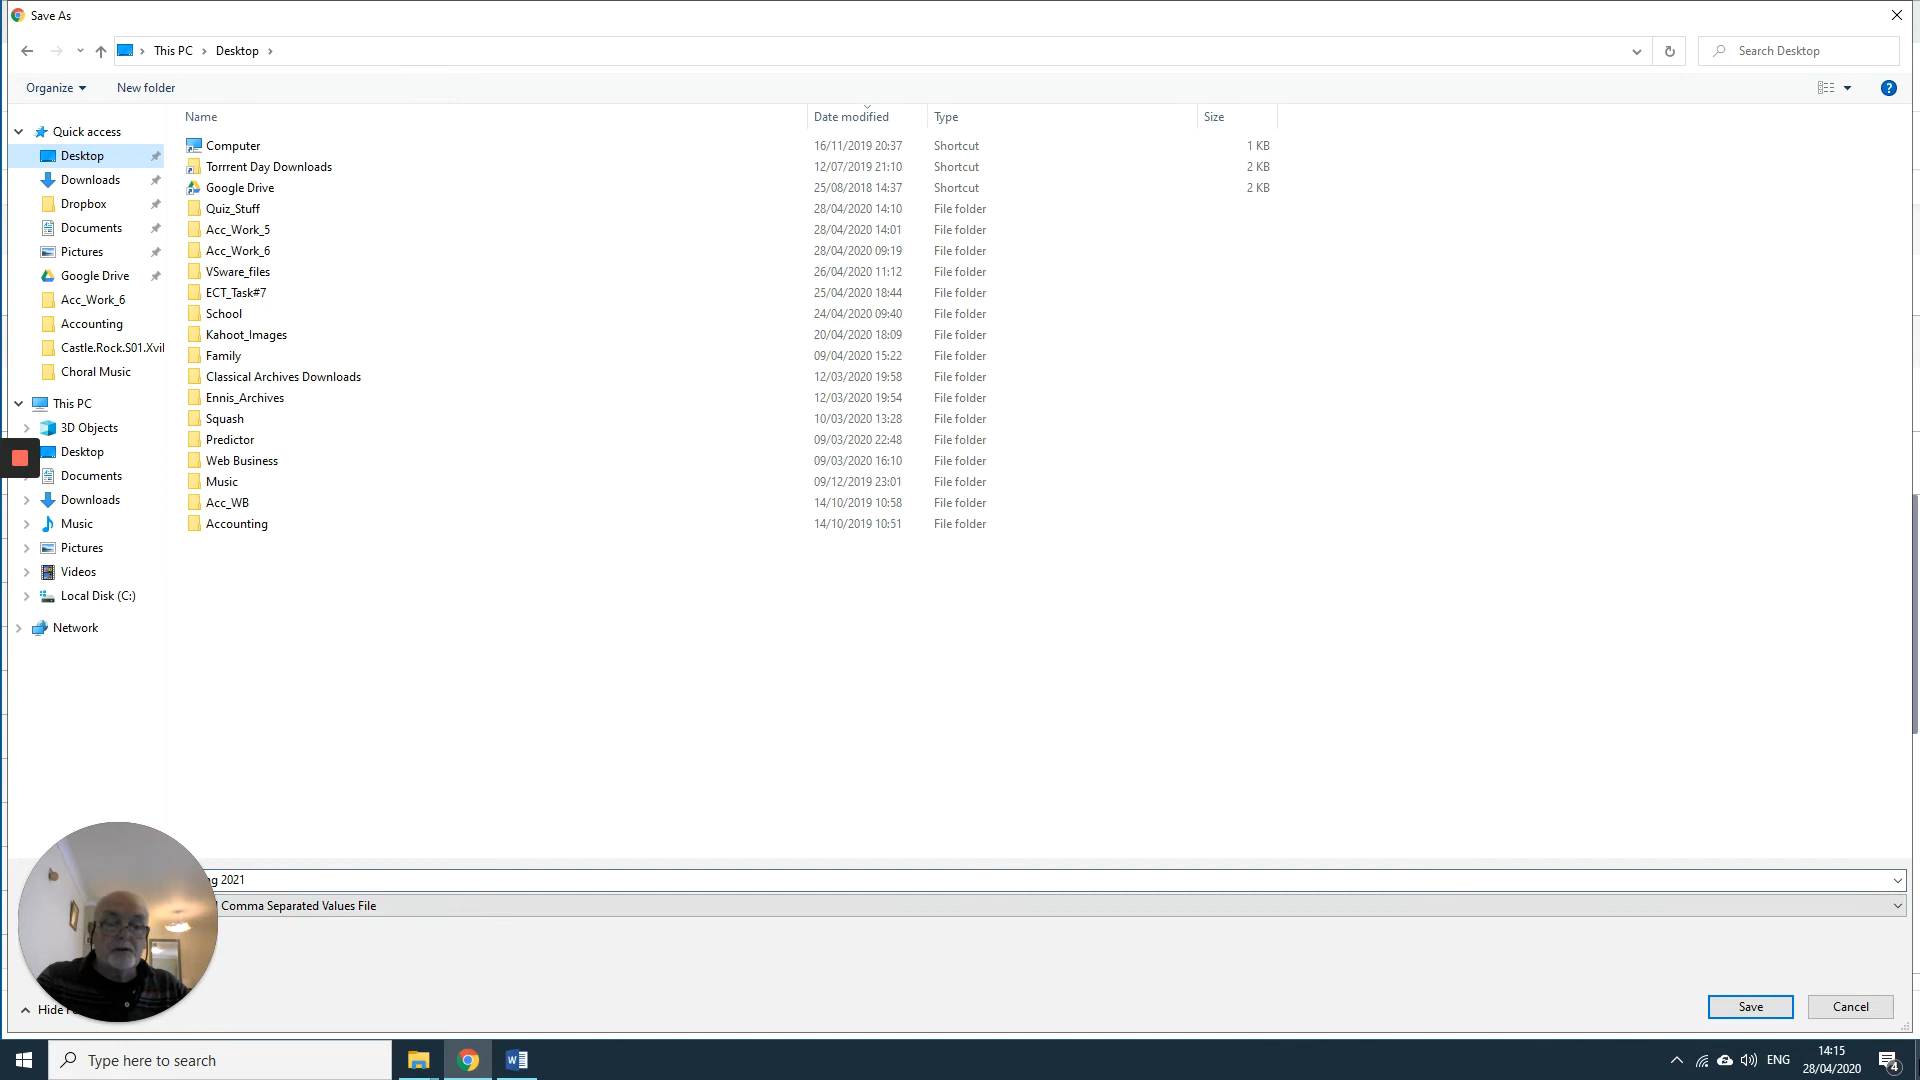 Save As
This PC > Desktop >
Search Desktop
Organize
New folder
Name
Date modified
Type
Size
Quick access
Desktop
Downloads
Dropbox
Documents
Pictures
Google Drive
Acc_Work_6
Accounting
Castle.Rock.S01.Xvi
Choral Music
This PC
3D Objects
Desktop
Documents
Downloads
Music
Pictures
Videos
Local Disk (C:)
Network
Computer 16/11/2019 20:37 Shortcut 1 KB
Torrrent Day Downloads 12/07/2019 21:10 Shortcut 2 KB
Google Drive 25/08/2018 14:37 Shortcut 2 KB
Quiz_Stuff 28/04/2020 14:10 File folder
Acc_Work_5 28/04/2020 14:01 File folder
Acc_Work_6 28/04/2020 09:19 File folder
VSware_files 26/04/2020 11:12 File folder
ECT_Task#7 25/04/2020 18:44 File folder
School 24/04/2020 09:40 File folder
Kahoot_Images 20/04/2020 18:09 File folder
Family 09/04/2020 15:22 File folder
Classical Archives Downloads 12/03/2020 19:58 File folder
Ennis_Archives 12/03/2020 19:54 File folder
Squash 10/03/2020 13:28 File folder
Predictor 09/03/2020 22:48 File folder
Web Business 09/03/2020 16:10 File folder
Music 09/12/2019 23:01 File folder
Acc_WB 14/10/2019 10:58 File folder
Accounting 14/10/2019 10:51 File folder
2021
Comma Separated Values File
Hide
Save
Cancel
Type here to search
ENG
14:15
28/04/2020
4